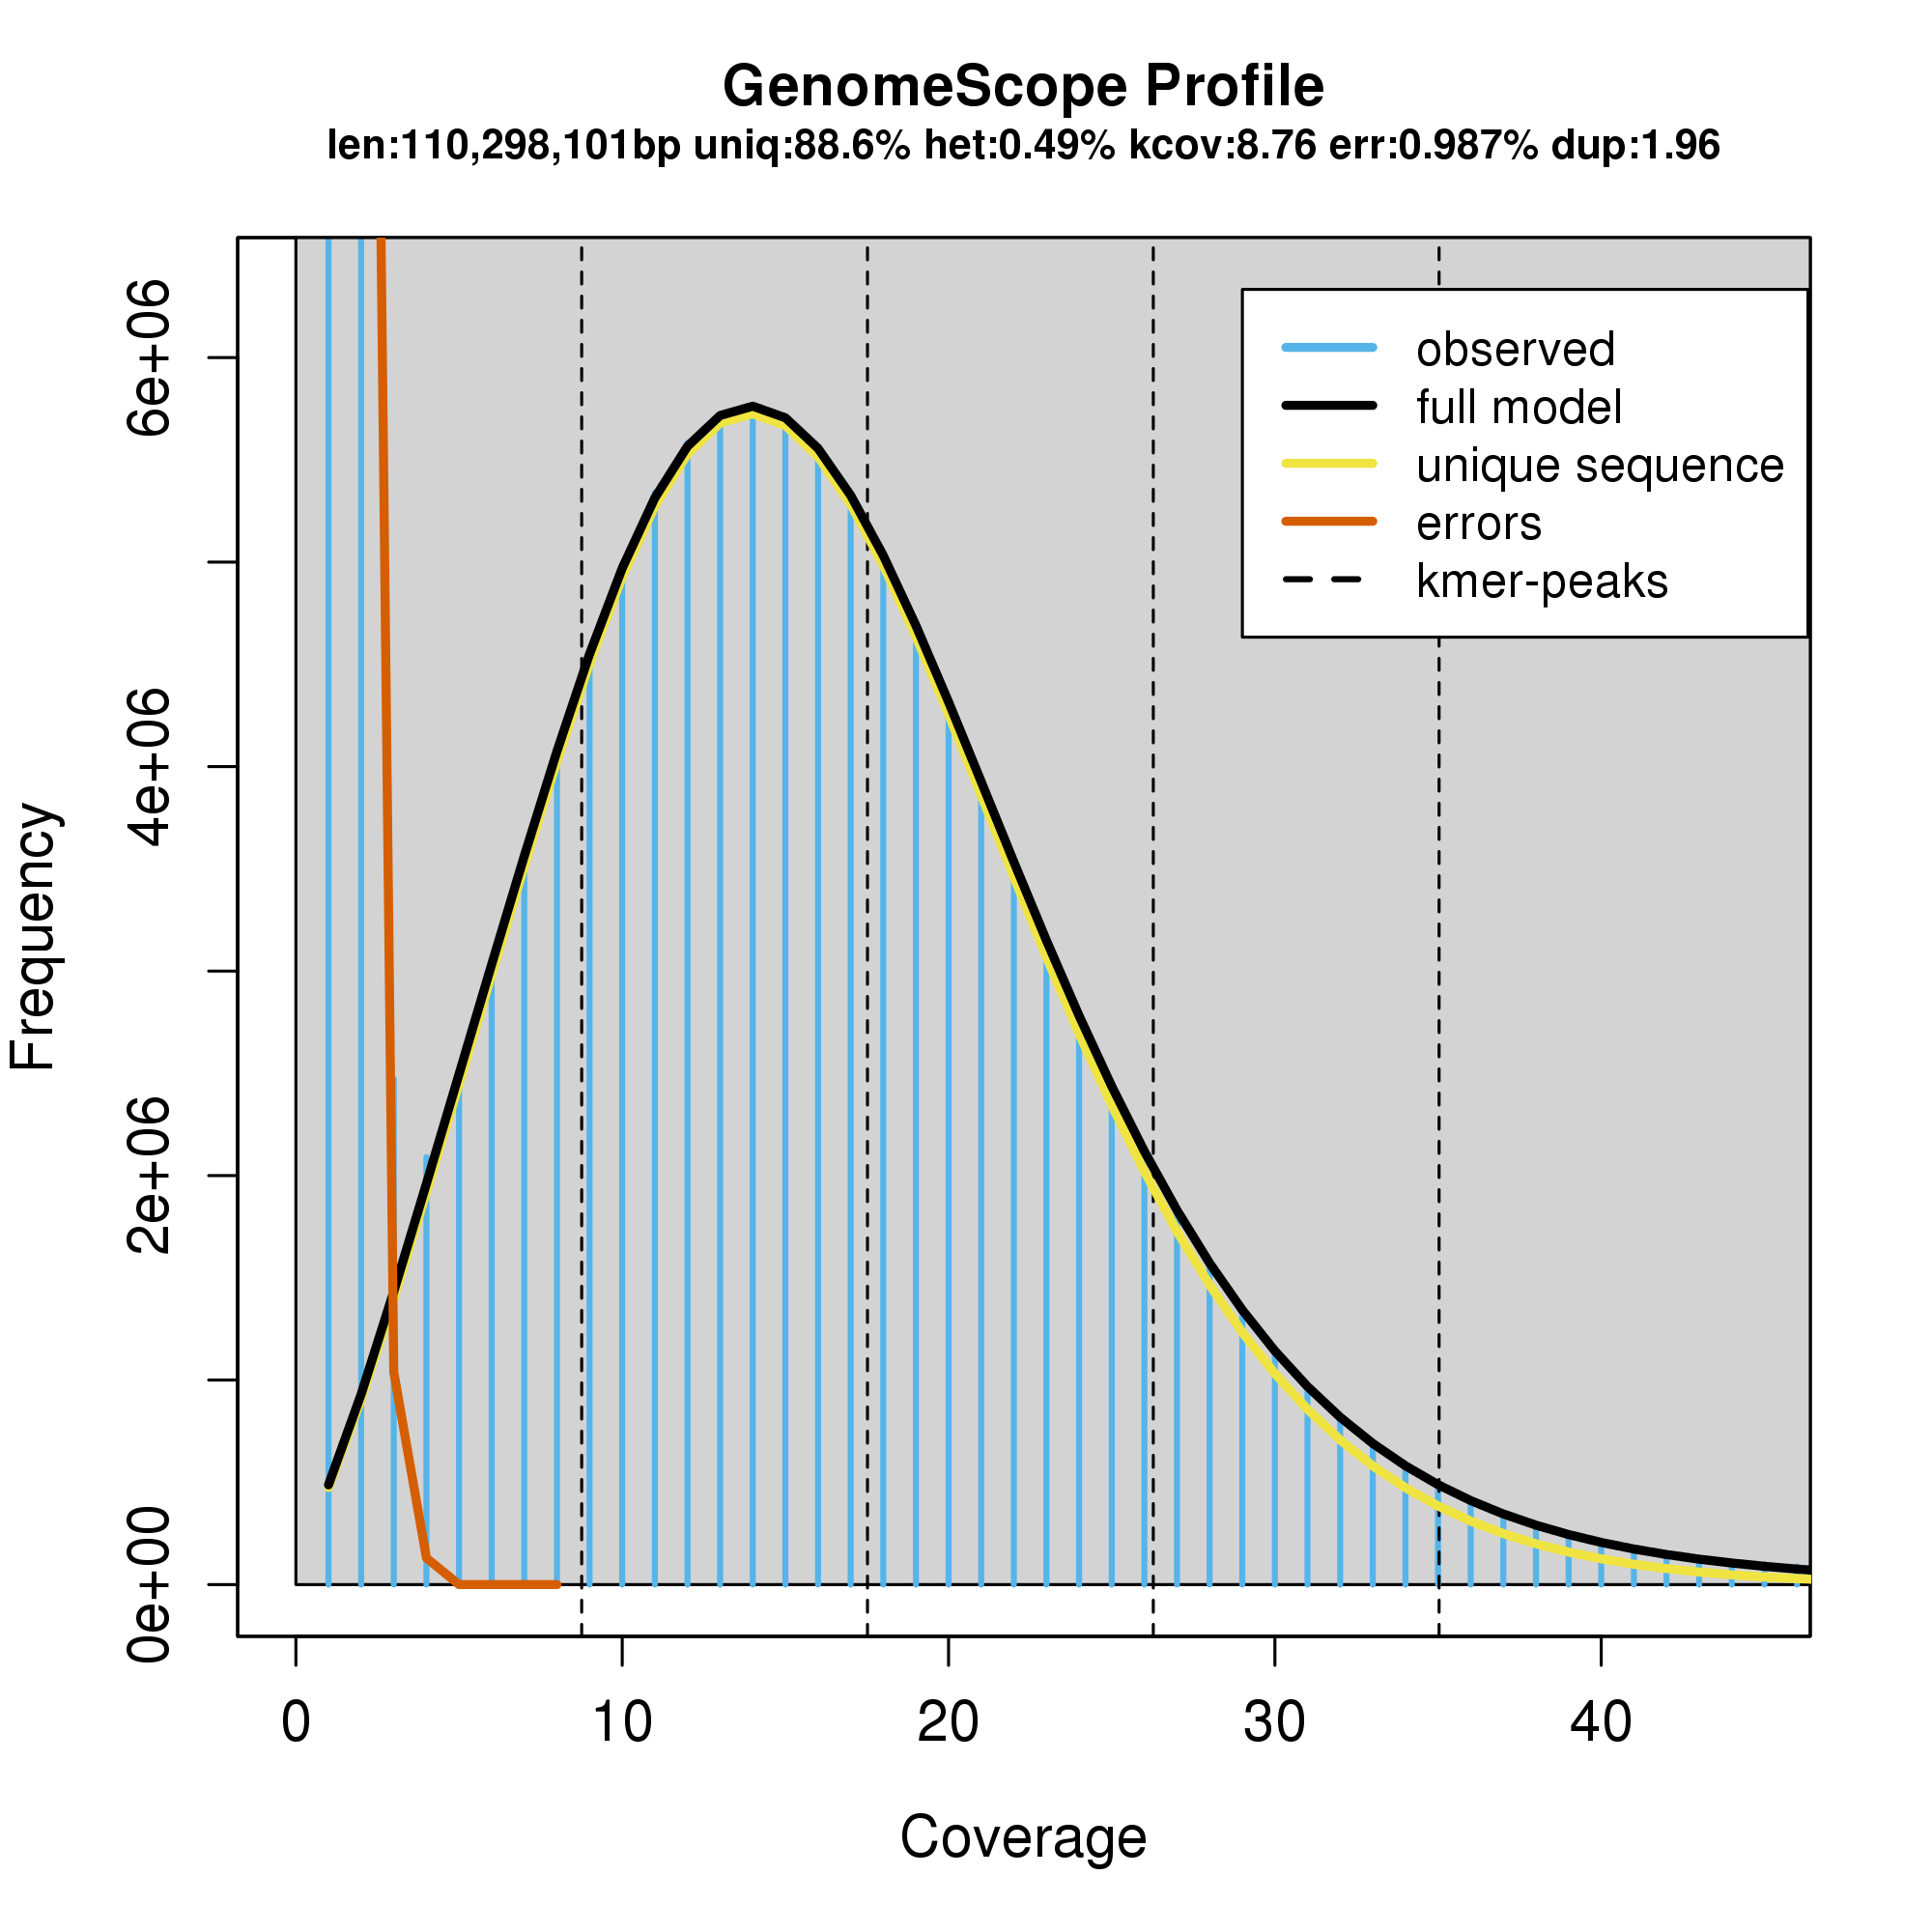 GenomeScope Profile
len:110,298,101bp uniq:88.6% het:0.49% kcov:8.76 err:0.987% dup:1.96
Frequency
6e+06
4e+06
2e+06
0e+00
observed
full model
unique sequence
errors
kmer-peaks
0 10 20 30 40
Coverage